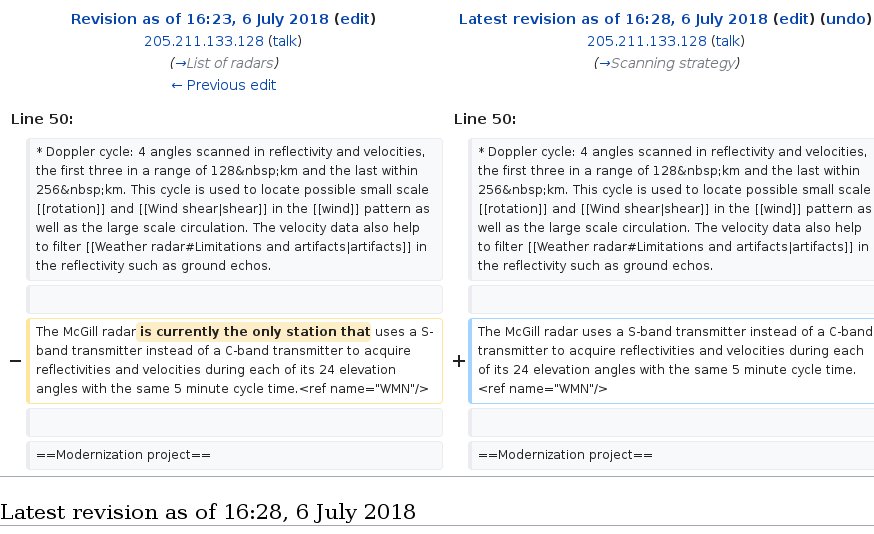 Revision as of 16:23, 6 July 2018 (edit)
205.211.133.128 (talk)
(→List of radars)
← Previous edit
Latest revision as of 16:28, 6 July 2018 (edit) (undo)
205.211.133.128 (talk)
(→Scanning strategy)
Line 50:
Line 50:
* Doppler cycle: 4 angles scanned in reflectivity and velocities,
the first three in a range of 128&nbsp;km and the last within
256&nbsp;km. This cycle is used to locate possible small scale
[[rotation]] and [[Wind shear|shear]] in the [[wind]] pattern as
well as the large scale circulation. The velocity data also help
to filter [[Weather radar#Limitations and artifacts|artifacts]] in
the reflectivity such as ground echos.
* Doppler cycle: 4 angles scanned in reflectivity and velocities,
the first three in a range of 128&nbsp;km and the last within
256&nbsp;km. This cycle is used to locate possible small scale
[[rotation]] and [[Wind shear|shear]] in the [[wind]] pattern as
well as the large scale circulation. The velocity data also help
to filter [[Weather radar#Limitations and artifacts|artifacts]] in
the reflectivity such as ground echos.
−
The McGill radar is currently the only station that uses a S-
band transmitter instead of a C-band transmitter to acquire
reflectivities and velocities during each of its 24 elevation
angles with the same 5 minute cycle time.<ref name="WMN"/>
+
The McGill radar uses a S-band transmitter instead of a C-band
transmitter to acquire reflectivities and velocities during each
of its 24 elevation angles with the same 5 minute cycle time.
<ref name="WMN"/>
==Modernization project==
==Modernization project==
Latest revision as of 16:28, 6 July 2018